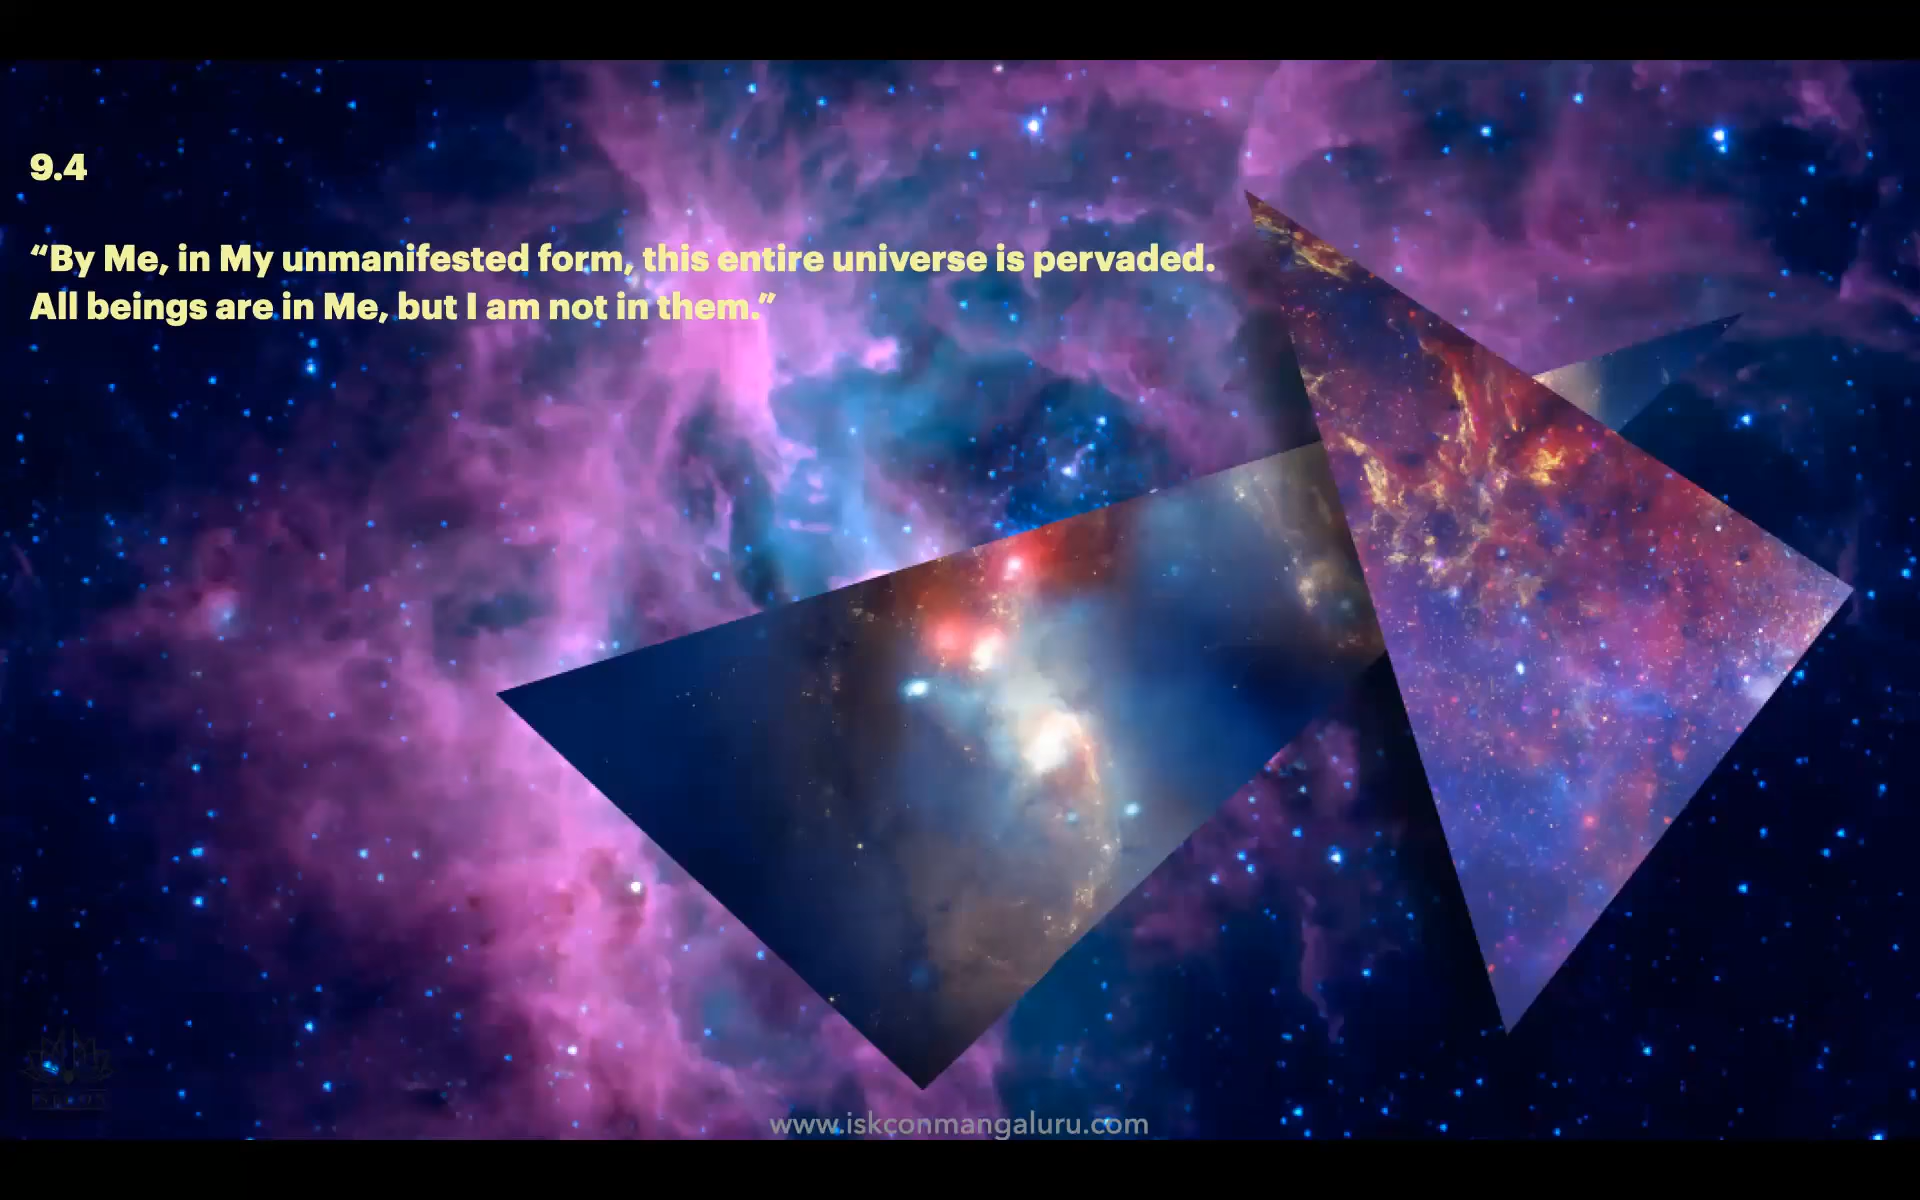 9.4
“By Me, in My unmanifested form, this entire universe is pervaded.
All beings are in Me, but I am not in them.”
www.iskconmangaluru.com